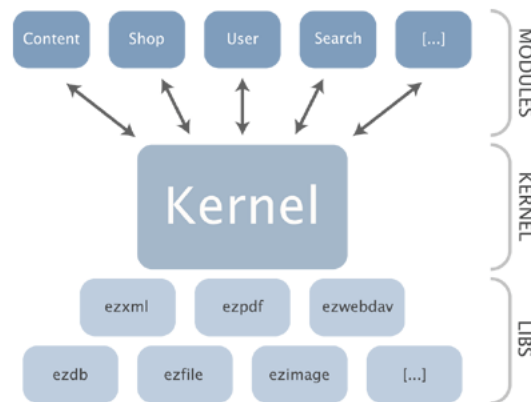 Content Shop User Search [...]
MODULES
Kernel
KERNEL
ezxml ezpdf ezwebdav
ezdb ezfile ezimage [...]
LIBS